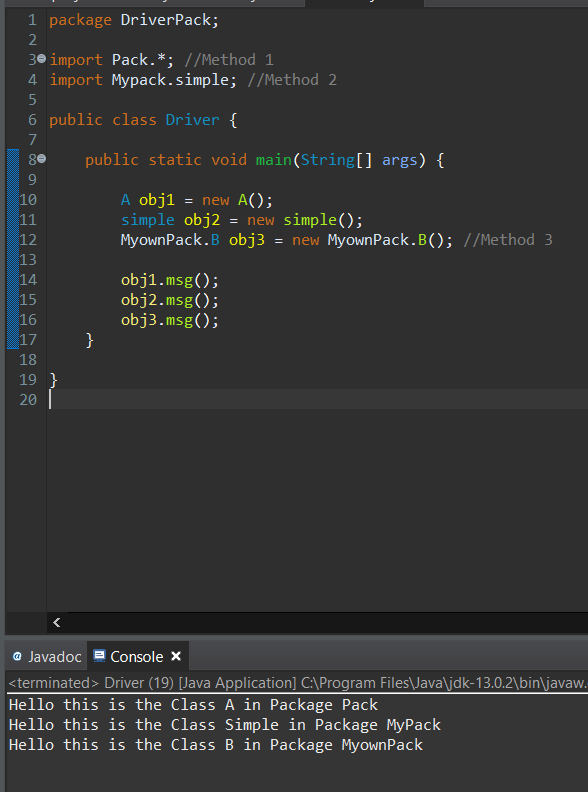 1 package DriverPack;
2
3 import Pack.*; //Method 1
4 import Mypack.simple; //Method 2
5
6 public class Driver {
7
8 public static void main(String[] args) {
9
10 A obj1 = new A();
11 simple obj2 = new simple();
12 MyownPack.B obj3 = new MyownPack.B(); //Method 3
13
14 obj1.msg();
15 obj2.msg();
16 obj3.msg();
17 }
18
19 }
20
@ Javadoc Console
<terminated> Driver (19) [Java Application] C:\Program Files\Java\jdk-13.0.2\bin\javaw.
Hello this is the Class A in Package Pack
Hello this is the Class Simple in Package MyPack
Hello this is the Class B in Package MyownPack